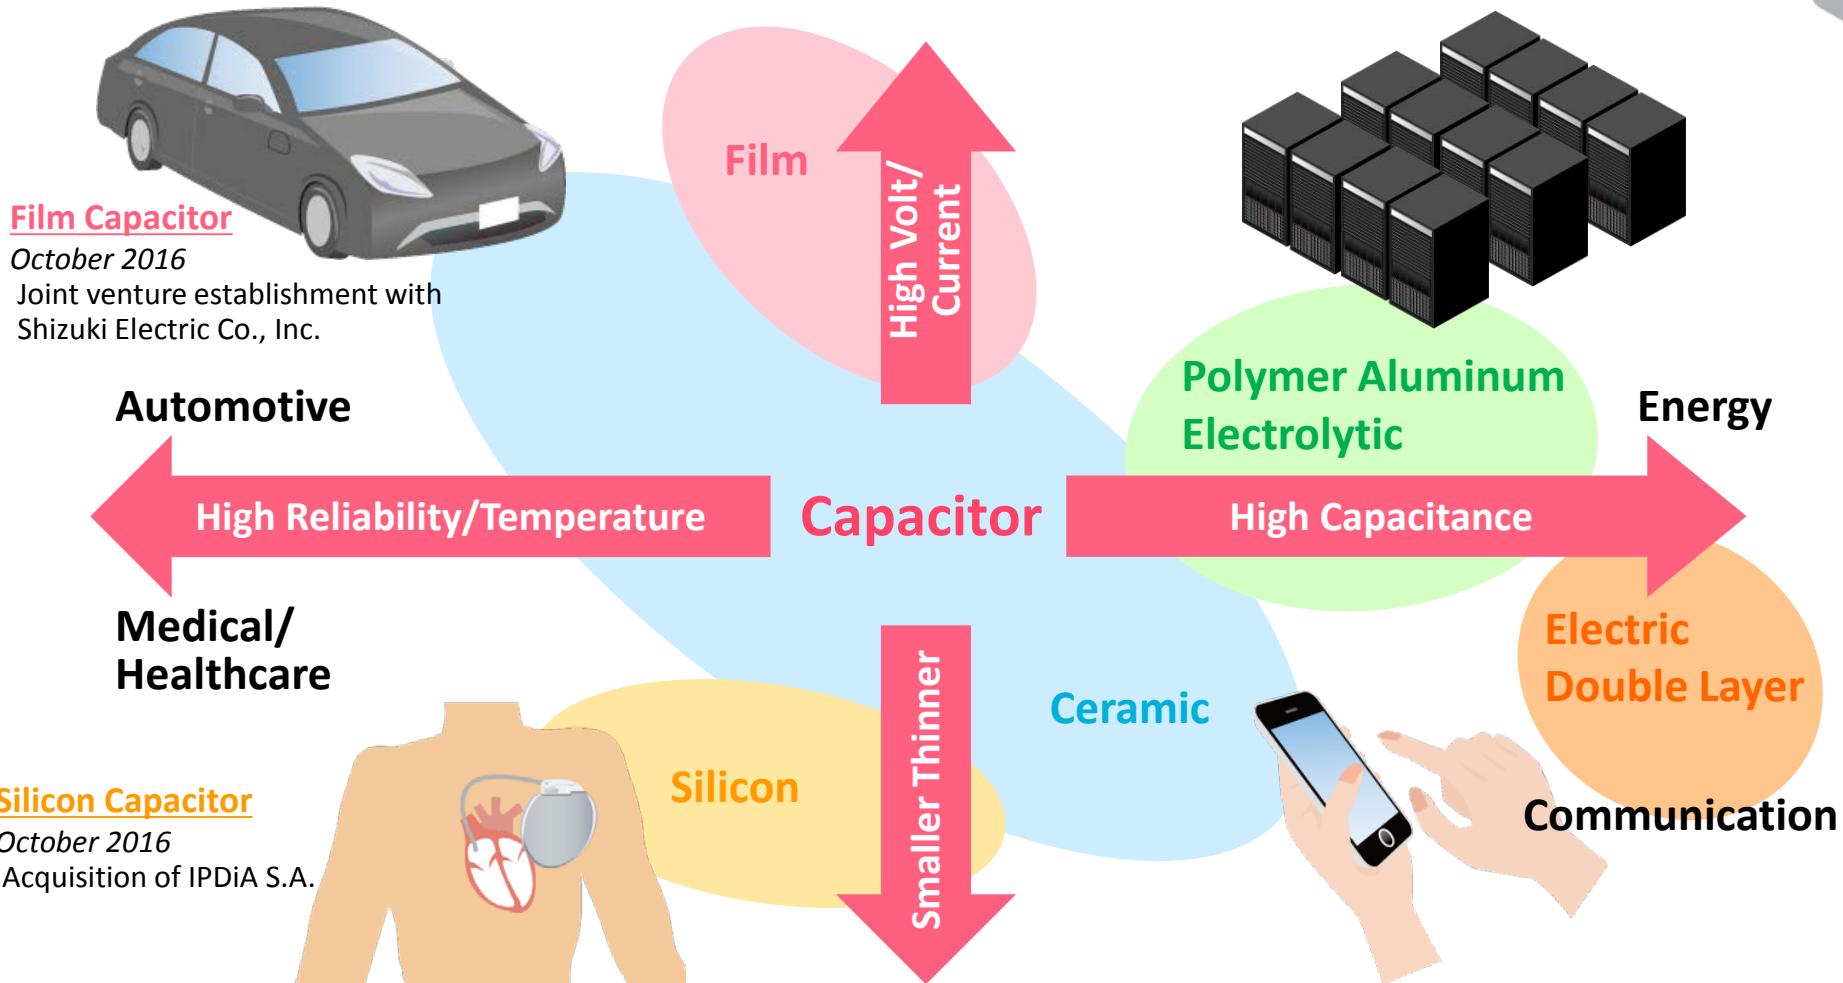 Film
High Volt/
Current
Film Capacitor
October 2016
Joint venture establishment with
Shizuki Electric Co., Inc.
Polymer Aluminum
Electrolytic
Automotive
Energy
High Reliability/Temperature
Capacitor
High Capacitance
Medical/
Healthcare
Electric
Double Layer
Smaller Thinner
Ceramic
Silicon
Communication
Silicon Capacitor
October 2016
Acquisition of IPDiA S.A.